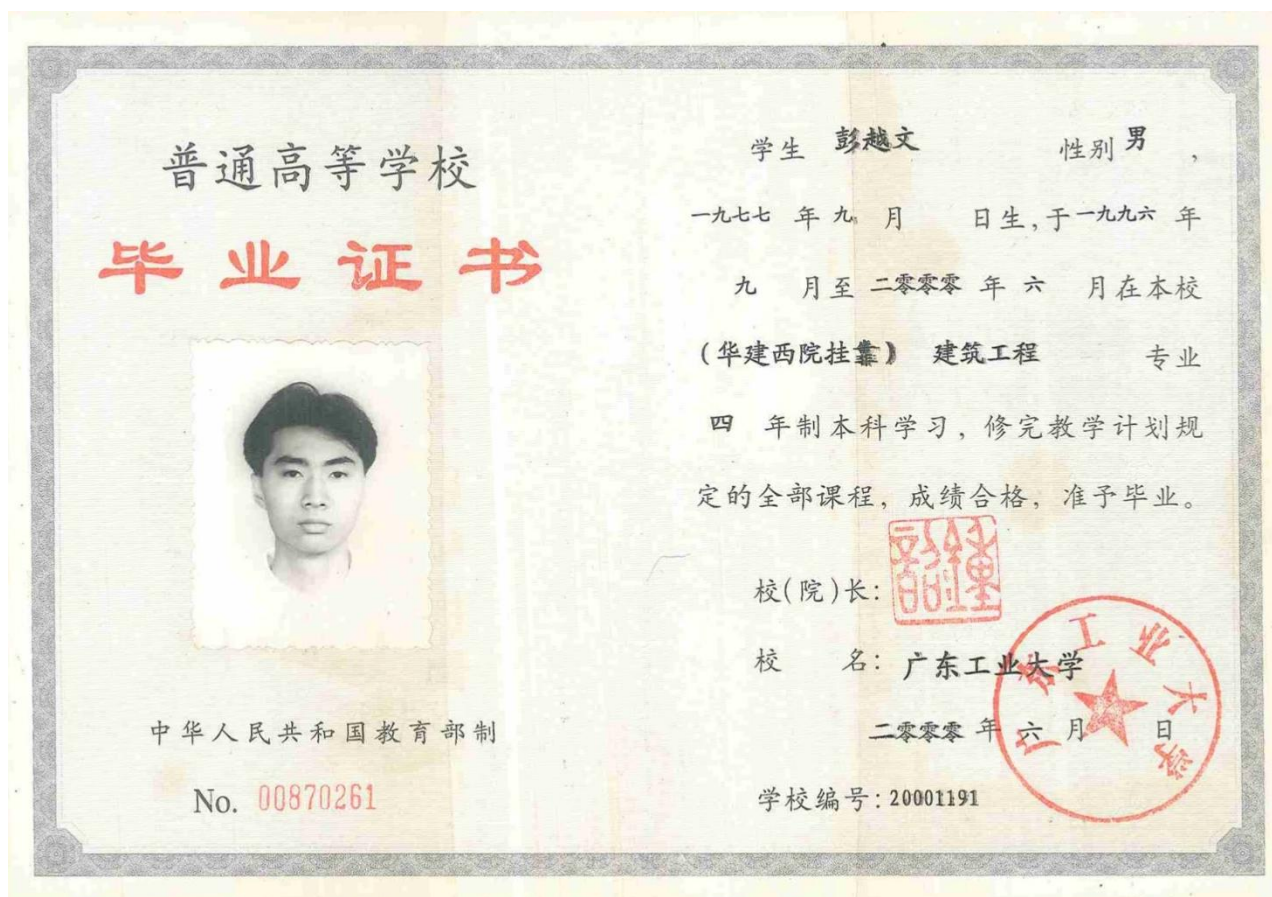 普通高等学校
毕业证书
中华人民共和国教育部制
No. 00870261
学生 彭越文 性别 男 ,
一九七七 年 九 月 日生,于 一九九六 年
九 月至 二零零零 年 六 月在本校
(华建西院挂靠) 建筑工程 专业
四 年制本科学习, 修完教学计划规
定的全部课程, 成绩合格, 准予毕业。
校(院)长:
校 名: 广东工业大学
二零零零 年 六 月 日
学校编号: 20001191
广东工业大学